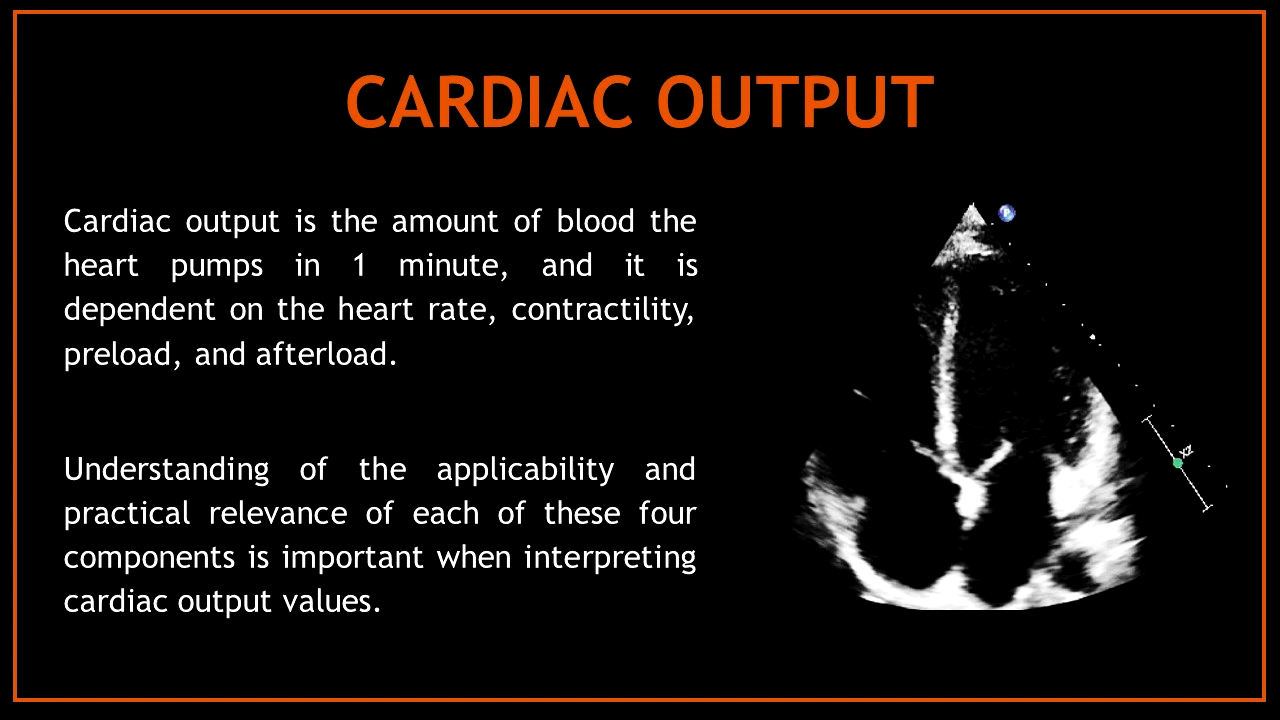 CARDIAC OUTPUT
Cardiac output is the amount of blood the
heart pumps in 1 minute, and it is
dependent on the heart rate, contractility,
preload, and afterload.
Understanding of the applicability and
practical relevance of each of these four
components is important when interpreting
cardiac output values.
P
x2